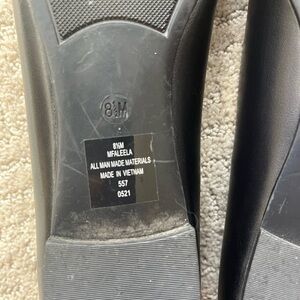 8½M
8½M
MFALEELA
ALL MAN MADE MATERIALS
MADE IN VIETNAM
557
0521